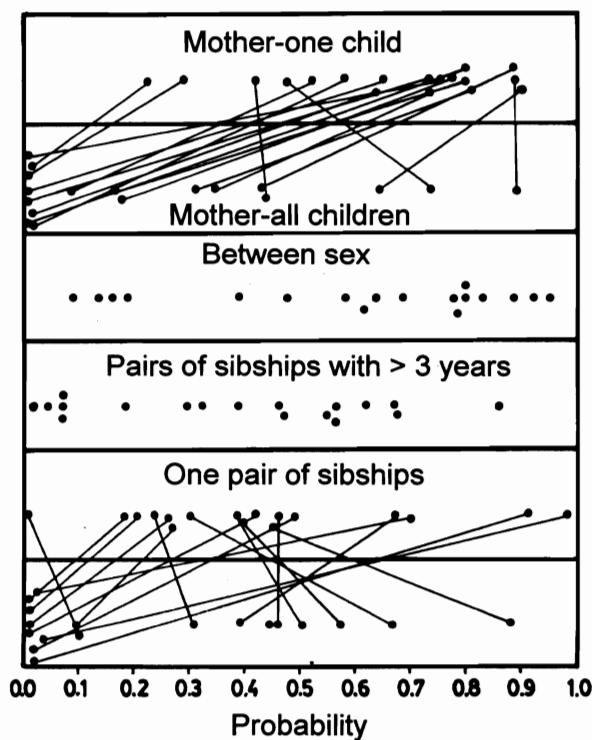 Mother-one child
Mother-all children
Between sex
Pairs of sibships with > 3 years
One pair of sibships
0.0 0.1 0.2 0.3 0.4 0.5 0.6 0.7 0.8 0.9 1.0
Probability